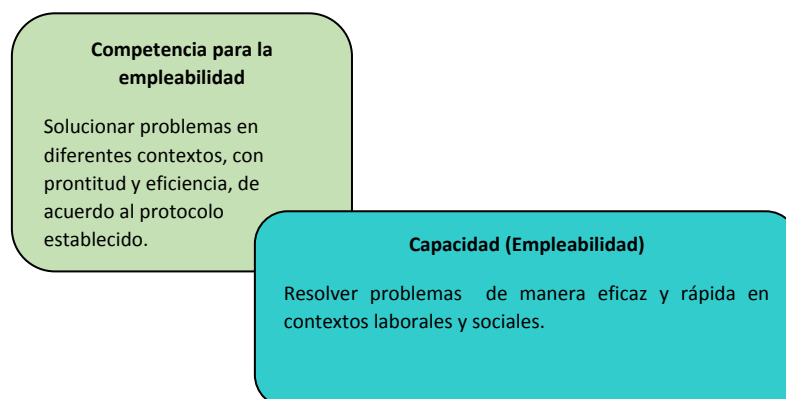 Competencia para la
empleabilidad
Solucionar problemas en
diferentes contextos, con
prontitud y eficiencia, de
acuerdo al protocolo
establecido.
Capacidad (Empleabilidad)
Resolver problemas de manera eficaz y rápida en
contextos laborales y sociales.